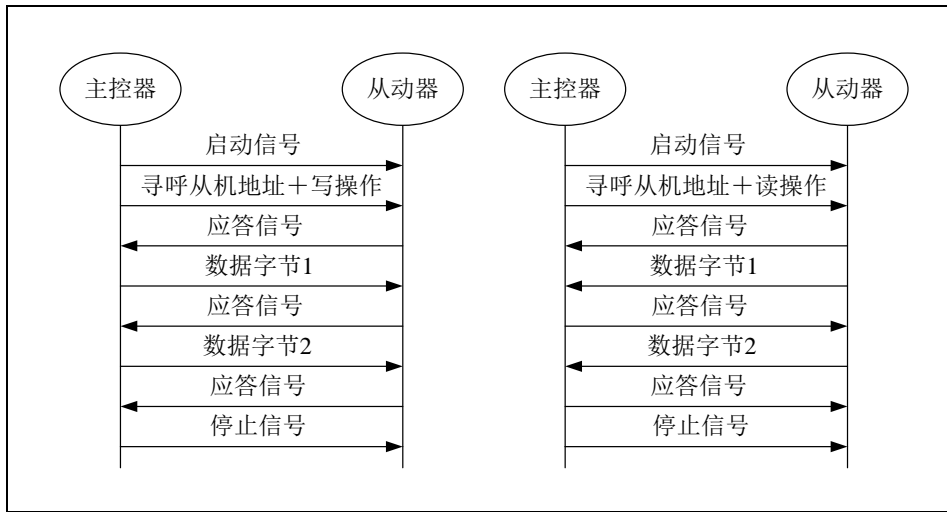 主控器 从动器 主控器 从动器
启动信号 启动信号
寻呼从机地址＋写操作 寻呼从机地址＋读操作
应答信号 应答信号
数据字节1 数据字节1
应答信号 应答信号
数据字节2 数据字节2
应答信号 应答信号
停止信号 停止信号